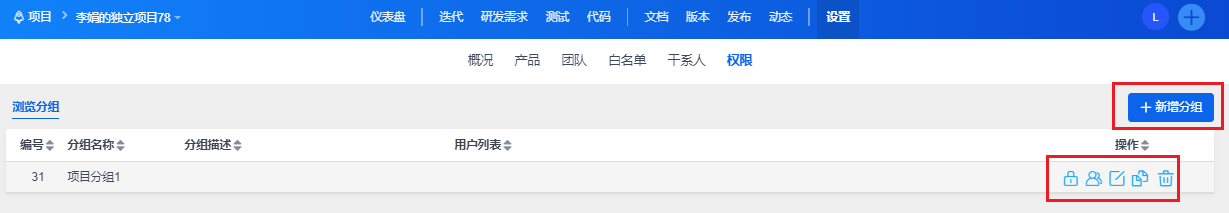 项目 > 李娟的独立项目78 仪表盘 迭代 研发需求 测试 代码 文档 版本 发布 动态 设置 L
概况 产品 团队 白名单 干系人 权限
浏览分组 + 新增分组
编号 分组名称 分组描述 用户列表 操作
31 项目分组1